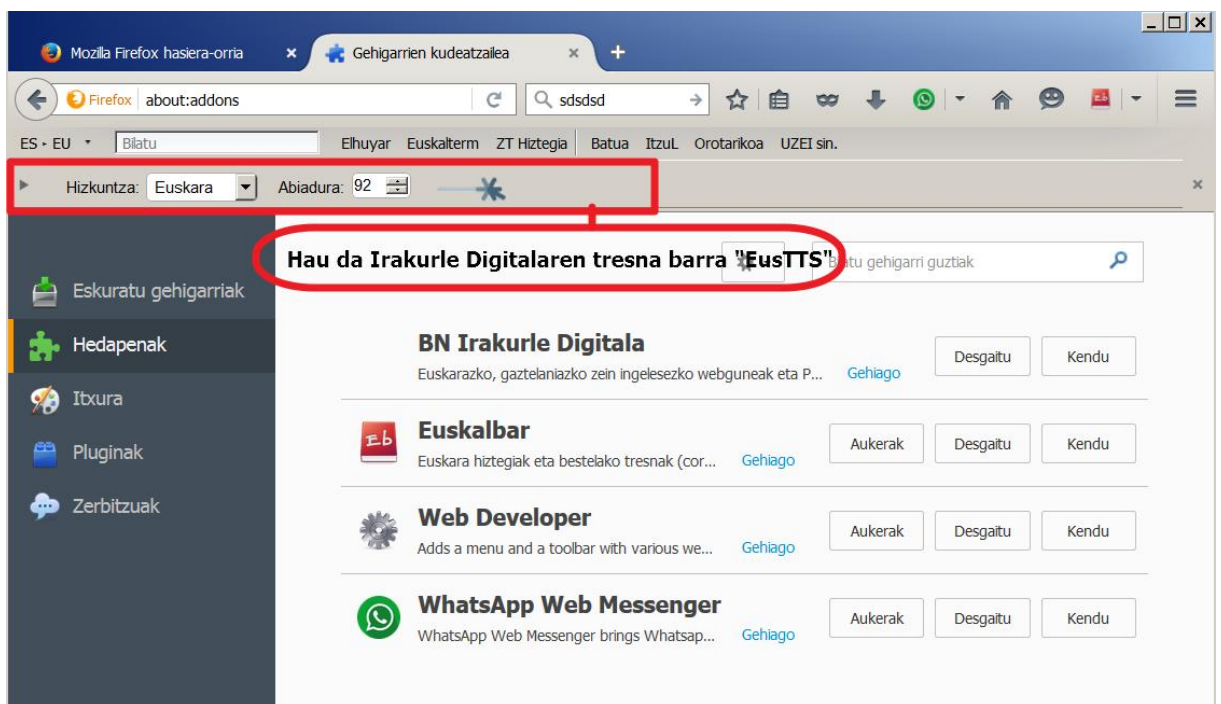 Mozilla Firefox hasiera-orria
Gehigarrien kudeatzailea
Firefox about:addons
sdsdsd
ES EU Bilatu Elhuyar Euskalterm ZT Hiztegia Batua ItzuL Orotarikoa UZEI sin.
Hizkuntza: Euskara Abiadura: 92
Hau da Irakurle Digitalaren tresna barra "EusTTS"
gehigarri guztiak
Eskuratu gehigarriak
Hedapenak
Itxura
Pluginak
Zerbitzuak
BN Irakurle Digitala
Euskarazko, gaztelaniazko zein ingelesezko webguneak eta P... Gehiago
Desgaitu Kendu
Eb
Euskalbar
Euskara hiztegiak eta bestelako tresnak (cor... Gehiago
Aukerak Desgaitu Kendu
Web Developer
Adds a menu and a toolbar with various we... Gehiago
Aukerak Desgaitu Kendu
WhatsApp Web Messenger
WhatsApp Web Messenger brings Whatsap... Gehiago
Aukerak Desgaitu Kendu